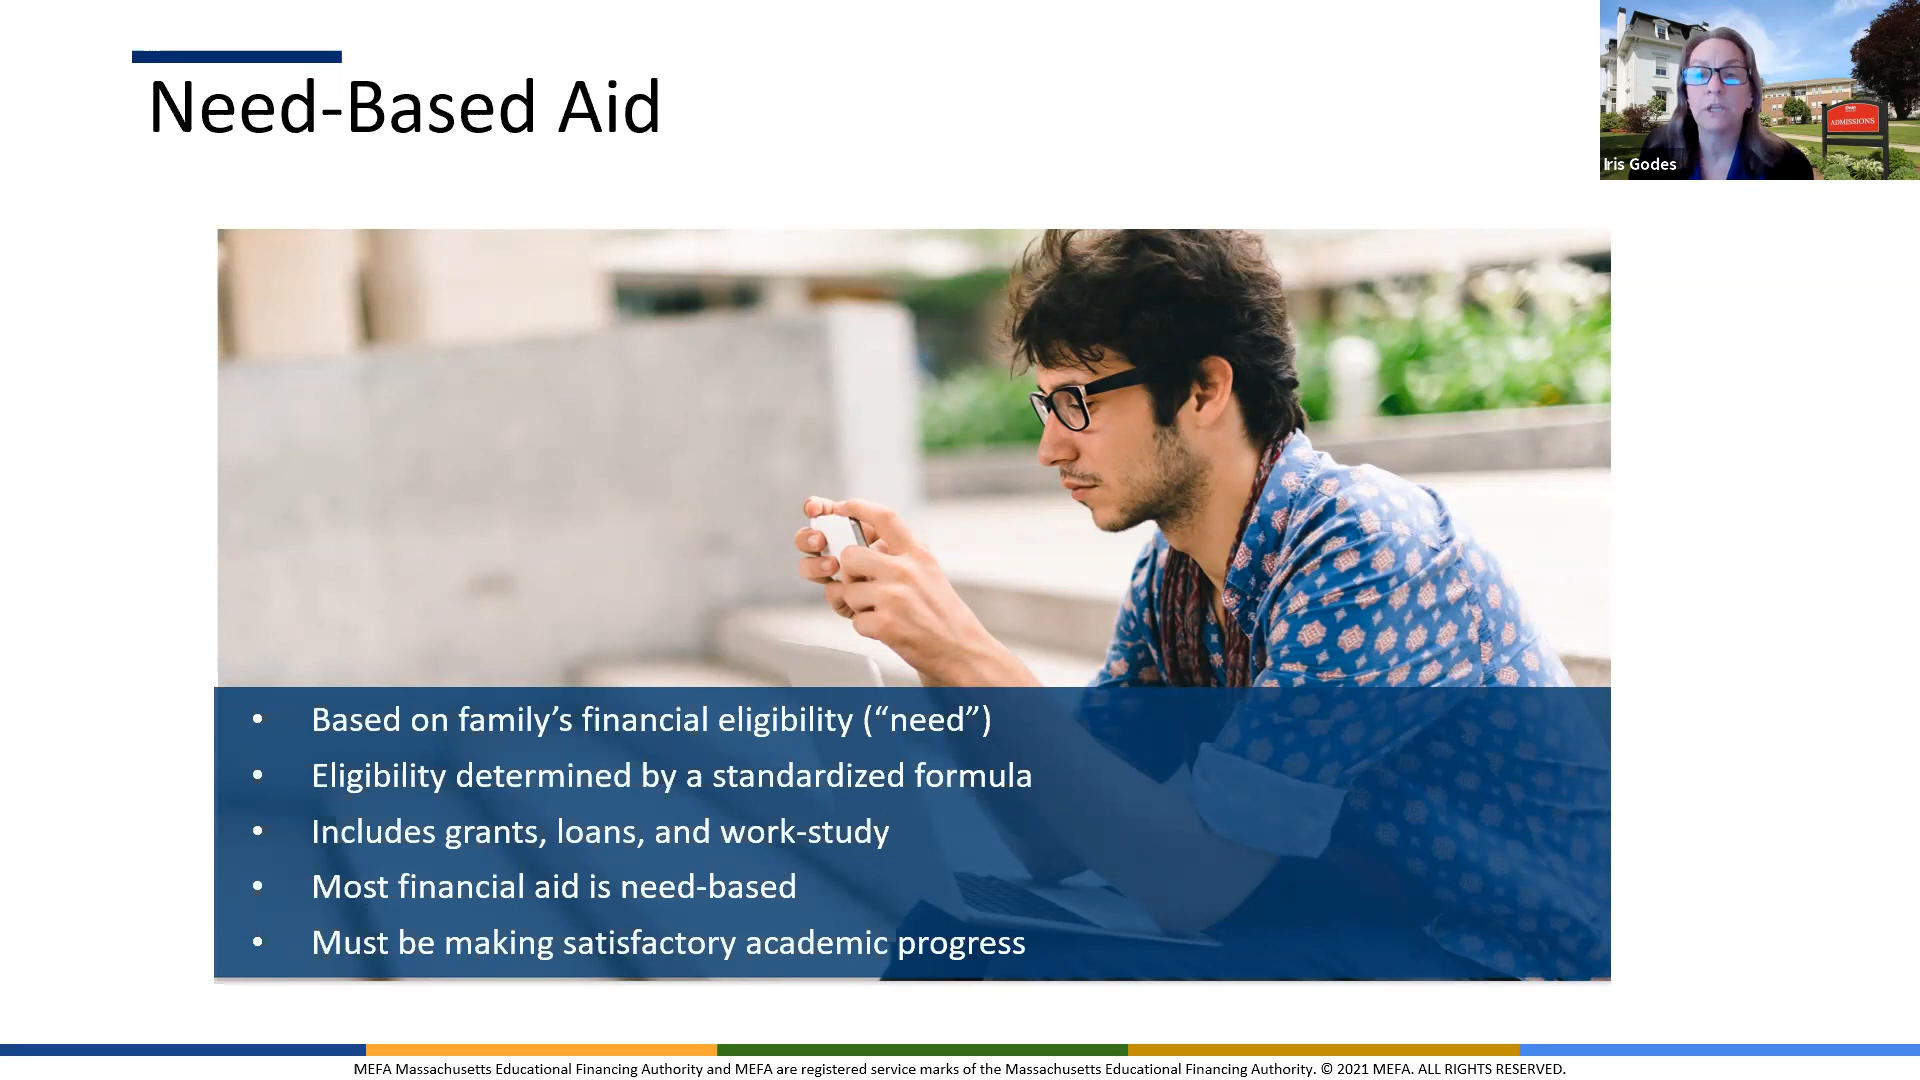 Need-Based Aid
ADMISSIONS
Iris Godes
• Based on family’s financial eligibility (“need”)
• Eligibility determined by a standardized formula
• Includes grants, loans, and work-study
• Most financial aid is need-based
• Must be making satisfactory academic progress
MEFA Massachusetts Educational Financing Authority and MEFA are registered service marks of the Massachusetts Educational Financing Authority. © 2021 MEFA. ALL RIGHTS RESERVED.